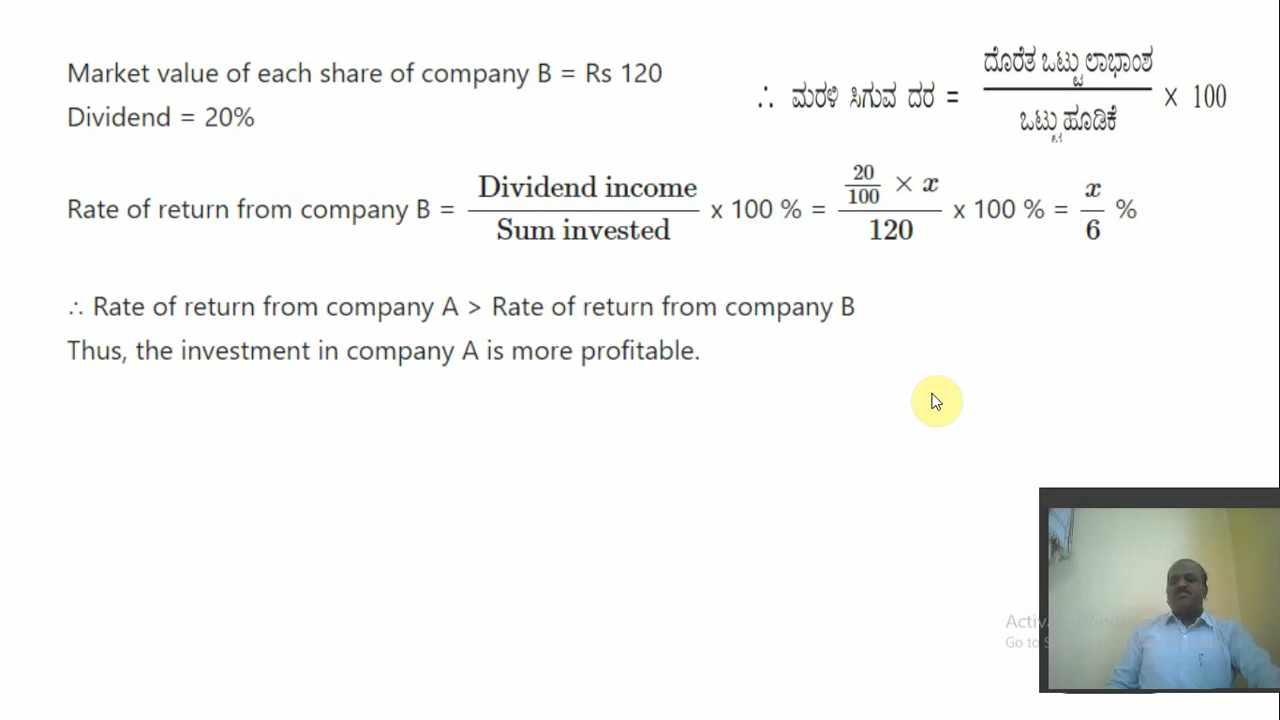 Market value of each share of company B = Rs 120
Dividend = 20%
∴ ಮರಳಿ ಸಿಗುವ ದರ = ದೊರೆತ ಒಟ್ಟು ಲಾಭಾಂಶ / ಒಟ್ಟು ಹೂಡಿಕೆ × 100
Rate of return from company B = Dividend income / Sum invested x 100 % = 20/100 × x / 120 x 100 % = x/6 %
∴ Rate of return from company A > Rate of return from company B
Thus, the investment in company A is more profitable.
Go to